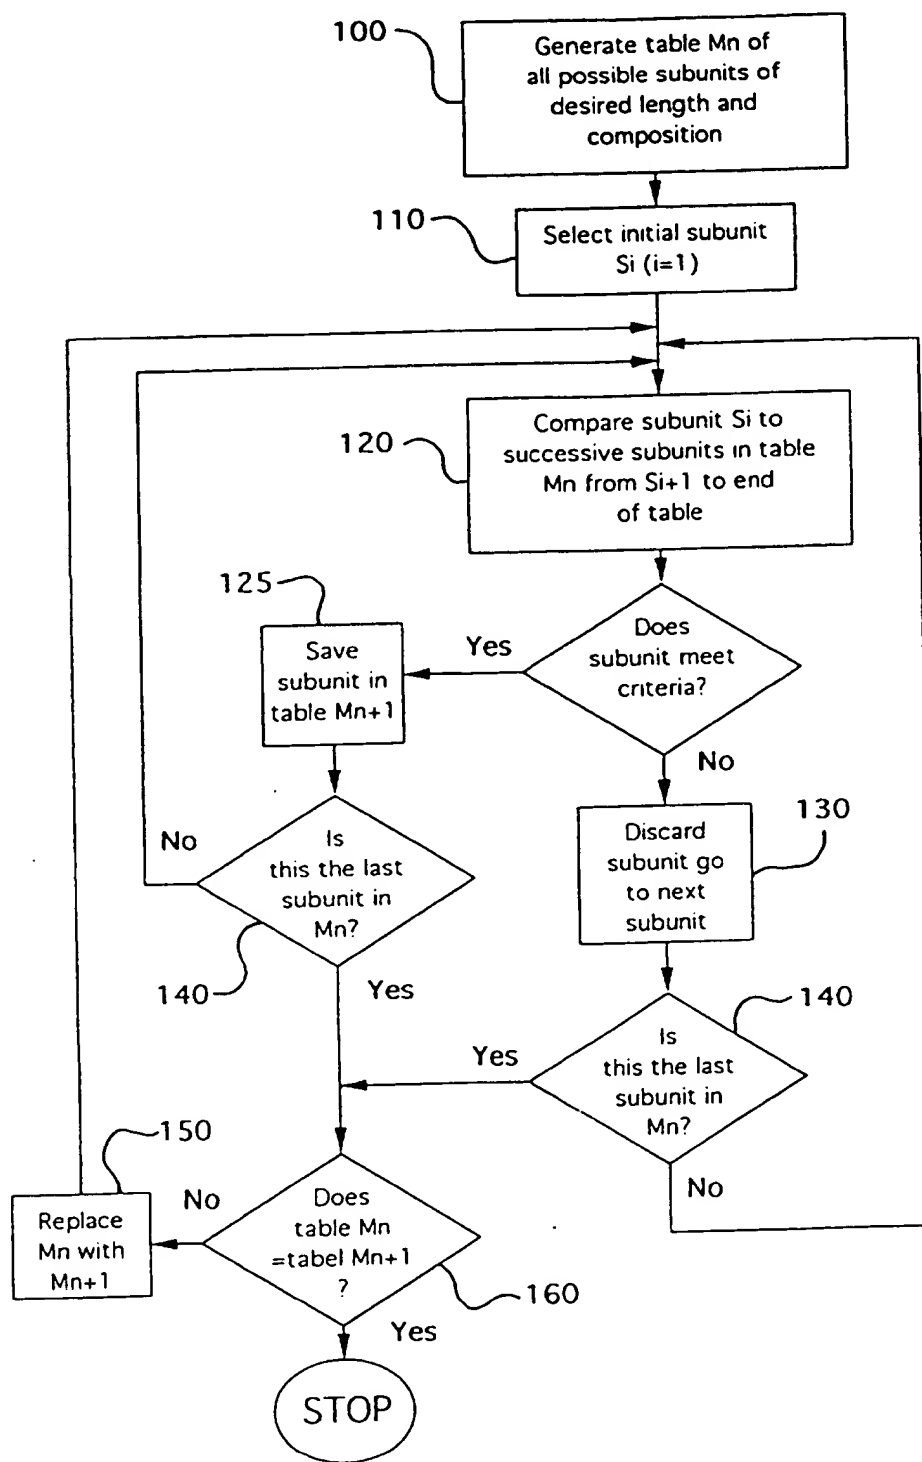 100
Generate table Mn of
all possible subunits of
desired length and
composition
110
Select initial subunit
Si (i=1)
120
Compare subunit Si to
successive subunits in table
Mn from Si+1 to end
of table
125
Save
subunit in
table Mn+1
Yes
Does
subunit meet
criteria?
No
130
Discard
subunit go
to next
subunit
No
Is
this the last
subunit in
Mn?
140
Yes
140
Yes
Is
this the last
subunit in
Mn?
No
150
Replace
Mn with
Mn+1
No
Does
table Mn
=tabel Mn+1
?
160
Yes
STOP